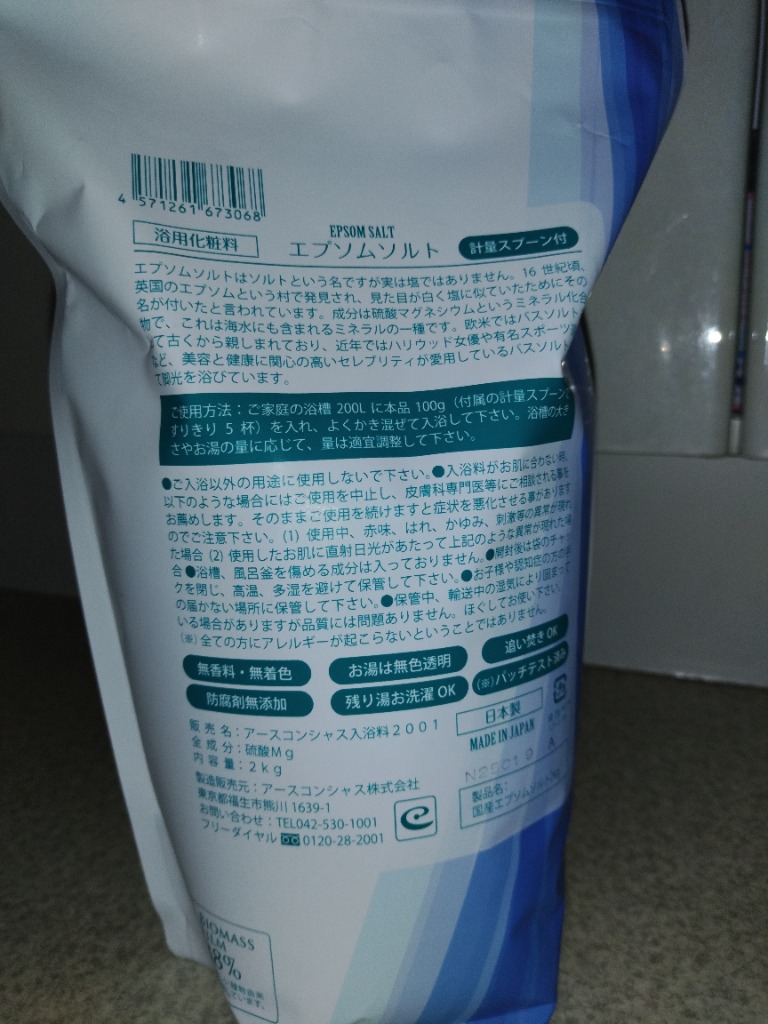 4 571261 673068
浴用化粧料
EPSOM SALT
エプソムソルト
計量スプーン付
エプソムソルトはソルトという名ですが実は塩ではありません。16 世紀頃、
英国のエプソムという村で発見され、見た目が白く塩に似ていたためにその
名が付いたと言われています。成分は硫酸マグネシウムというミネラル化合
物で、これは海水にも含まれるミネラルの一種です。欧米ではバスソルト
て古くから親しまれており、近年ではハリウッド女優や有名スポーツ
など、美容と健康に関心の高いセレブリティが愛用しているバスソルト
て脚光を浴びています。
ご使用方法：ご家庭の浴槽 200L に本品 100g（付属の計量スプーン
すりきり 5 杯）を入れ、よくかき混ぜて入浴して下さい。浴槽の大き
さやお湯の量に応じて、量は適宜調整して下さい。
●ご入浴以外の用途に使用しないで下さい。●入浴料がお肌に合わない時、
以下のような場合にはご使用を中止し、皮膚科専門医等にご相談される事を
お薦めします。そのままご使用を続けますと症状を悪化させる事があります
のでご注意下さい。(1) 使用中、赤味、はれ、かゆみ、刺激等の異常が現れ
た場合 (2) 使用したお肌に直射日光があたって上記のような異常が現れた場
合 ●浴槽、風呂釜を傷める成分は入っておりません。●開封後は袋のチャッ
クを閉じ、高温、多湿を避けて保管して下さい。●お子様や認知症の方の手
の届かない場所に保管して下さい。●保管中、輸送中の湿気により固まって
いる場合がありますが品質には問題ありません。ほぐしてお使い下さい。
(※) 全ての方にアレルギーが起こらないということではありません。
無香料・無着色
お湯は無色透明
追い焚き OK
防腐剤無添加
残り湯お洗濯 OK
(※)パッチテスト済み
販 売 名：アースコンシャス入浴料２００１
全 成 分：硫酸Ｍｇ
内 容 量：２ｋｇ
日本製
MADE IN JAPAN
製造販売元：アースコンシャス株式会社
東京都福生市熊川 1639-1
お問い合わせ：TEL042-530-1001
フリーダイヤル 0120-28-2001
製品名：
国産エプソムソルト
BIOMASS
FILM
8%